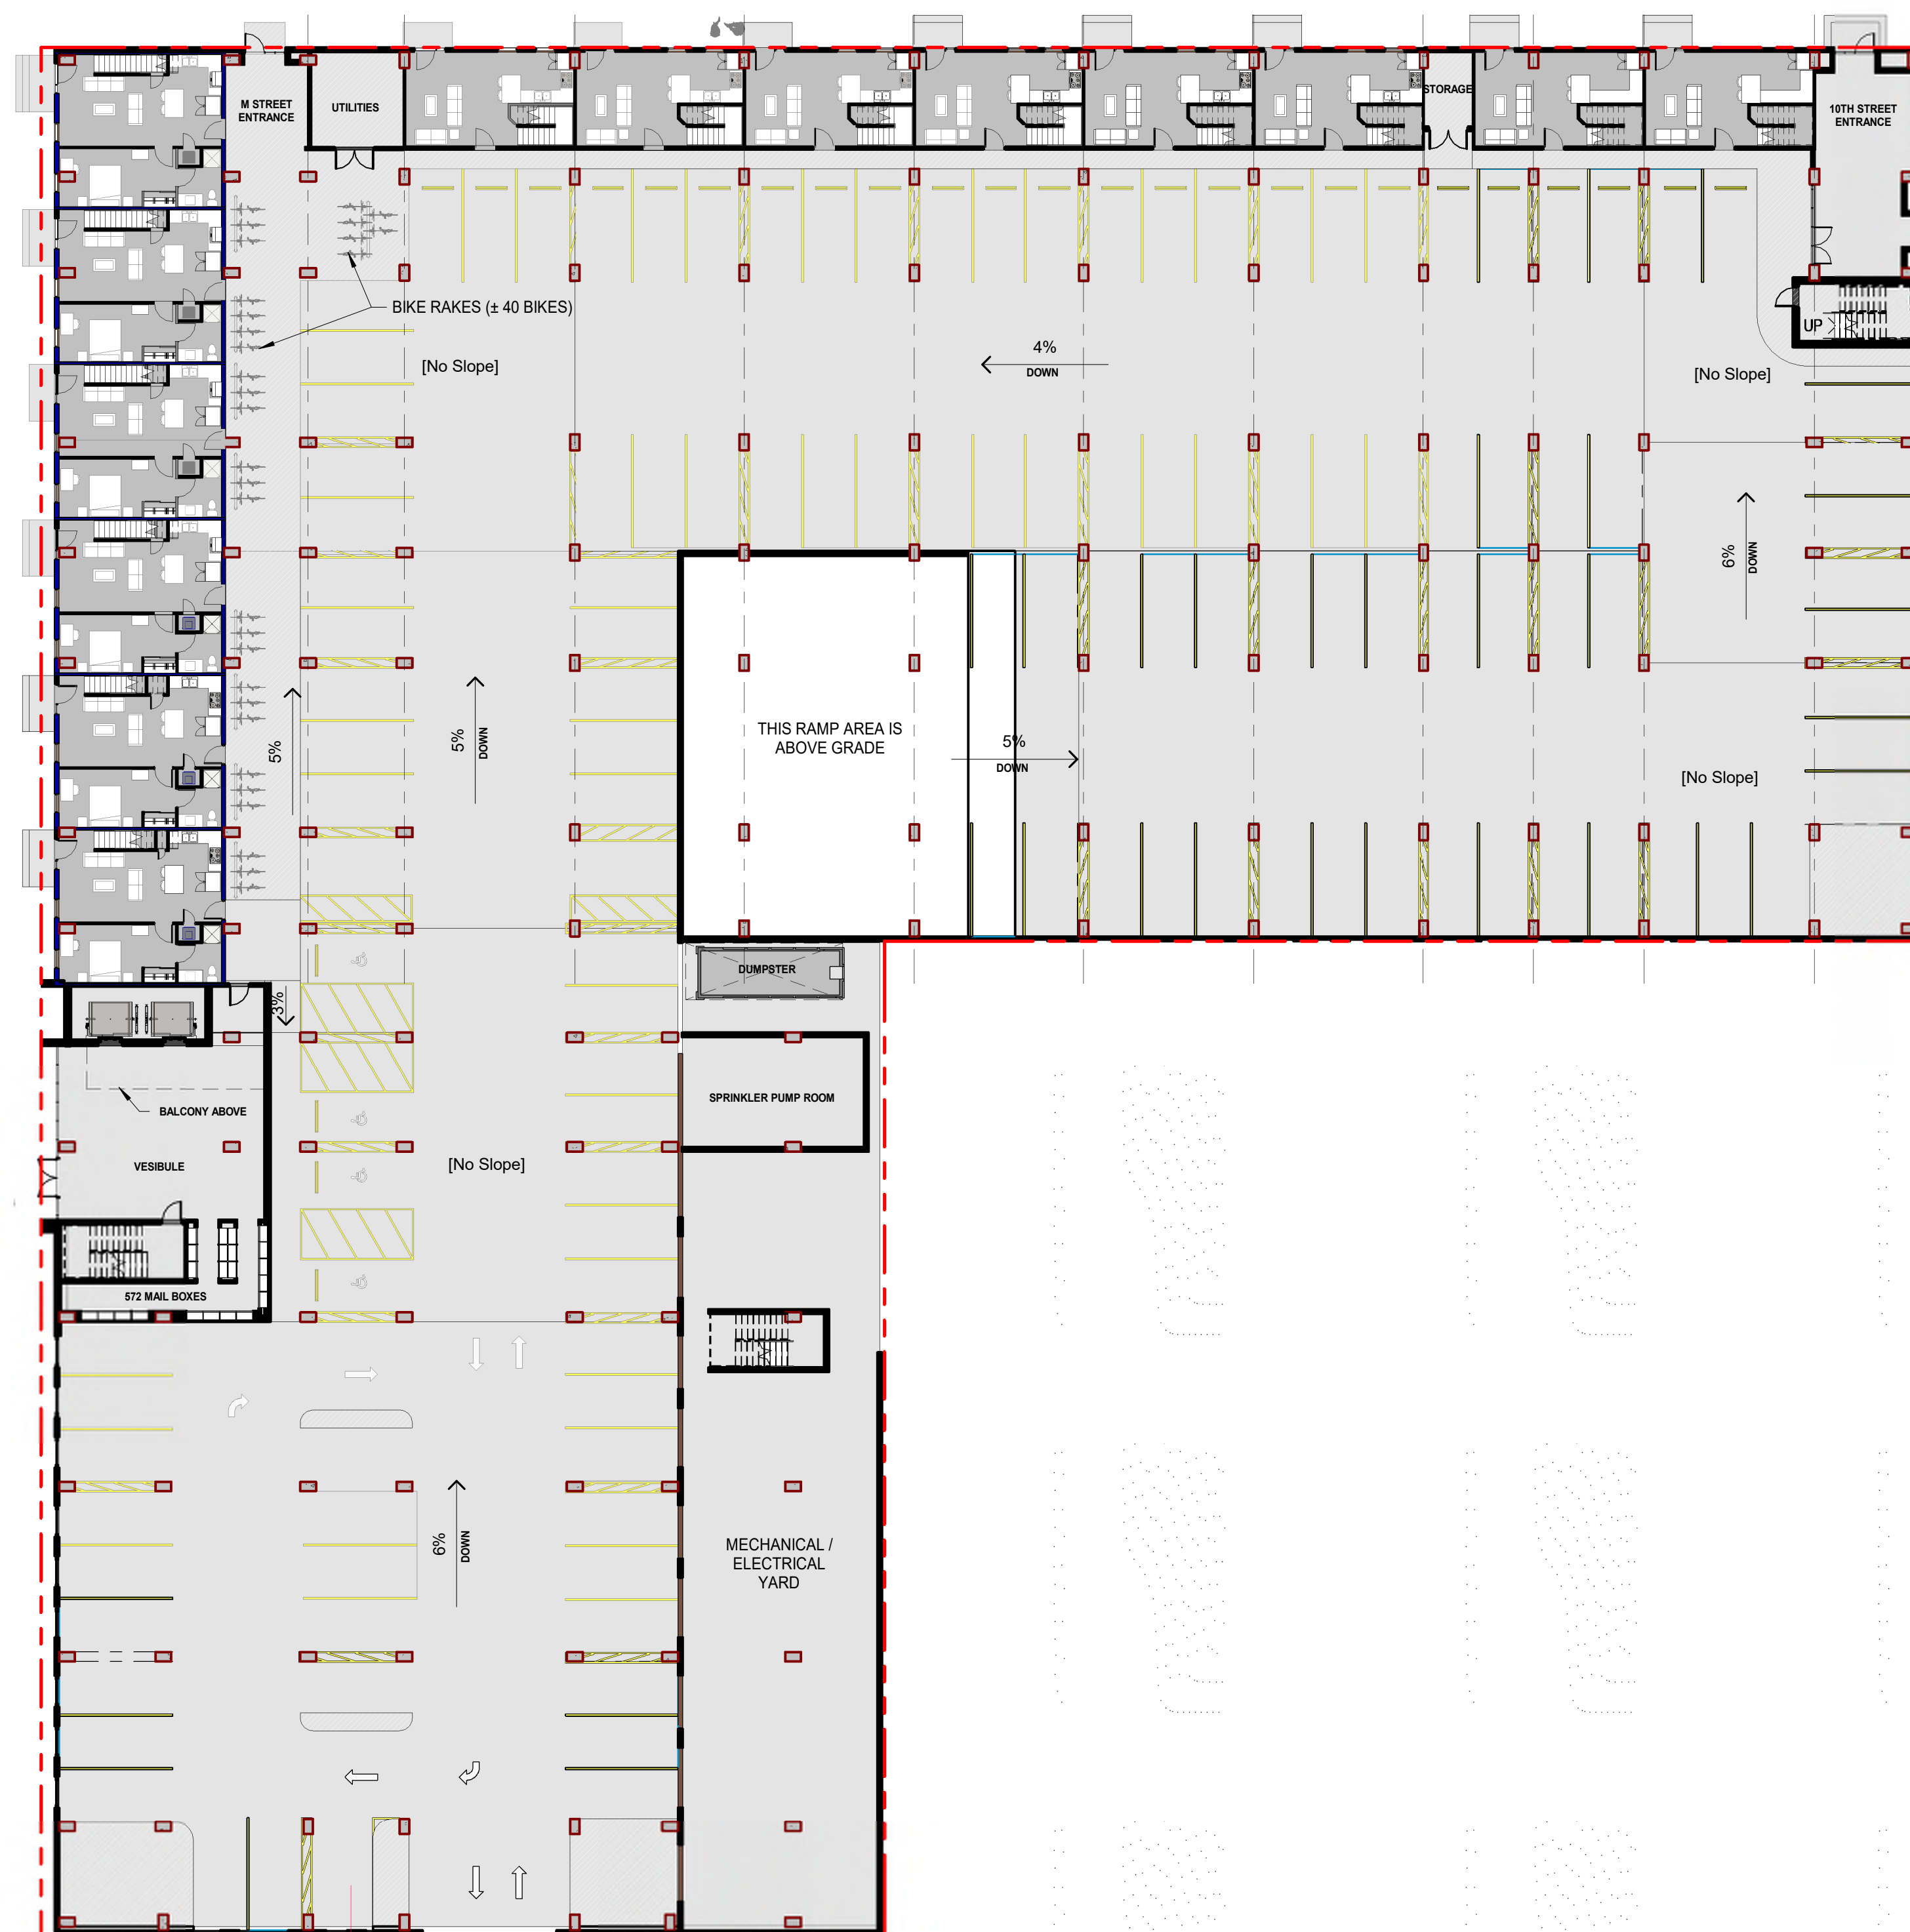 M STREET
ENTRANCE
UTILITIES
STORAGE
10TH STREET
ENTRANCE
BIKE RAKES (± 40 BIKES)
UP
[No Slope]
4%
DOWN
[No Slope]
6%
DOWN
5%
5%
DOWN
THIS RAMP AREA IS
ABOVE GRADE
5%
DOWN
[No Slope]
DUMPSTER
3%
SPRINKLER PUMP ROOM
BALCONY ABOVE
VESIBULE
[No Slope]
572 MAIL BOXES
6%
DOWN
MECHANICAL /
ELECTRICAL
YARD